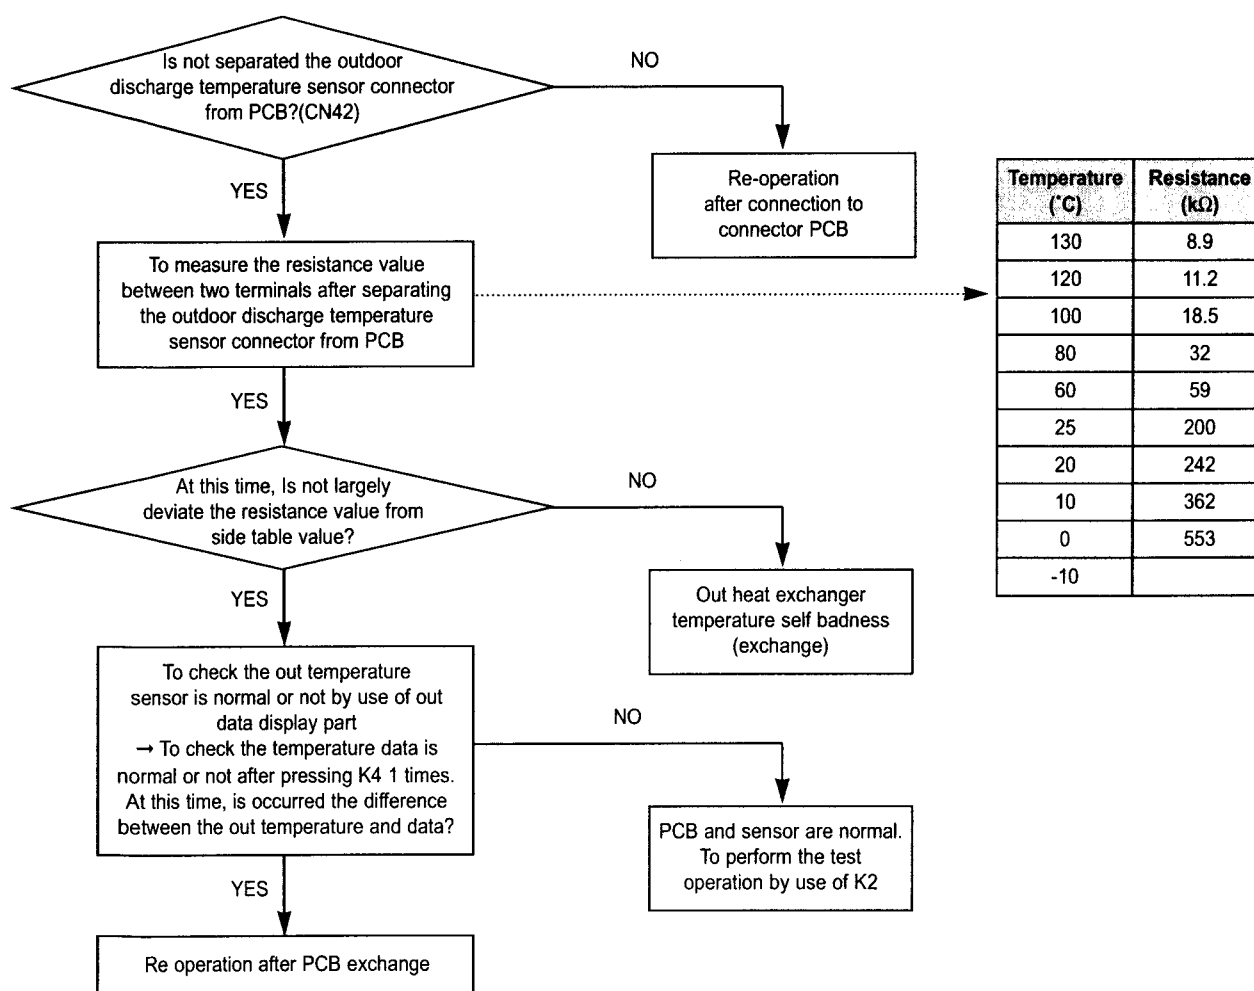 Is not separated the outdoor
discharge temperature sensor connector
from PCB?(CN42)
NO
YES
Re-operation
after connection to
connector PCB
To measure the resistance value
between two terminals after separating
the outdoor discharge temperature
sensor connector from PCB
YES
At this time, Is not largely
deviate the resistance value from
side table value?
NO
YES
Out heat exchanger
temperature self badness
(exchange)
To check the out temperature
sensor is normal or not by use of out
data display part
→ To check the temperature data is
normal or not after pressing K4 1 times.
At this time, is occurred the difference
between the out temperature and data?
NO
YES
PCB and sensor are normal.
To perform the test
operation by use of K2
Re operation after PCB exchange
Temperature Resistance
(˚C) (kΩ)
130 8.9
120 11.2
100 18.5
80 32
60 59
25 200
20 242
10 362
0 553
-10